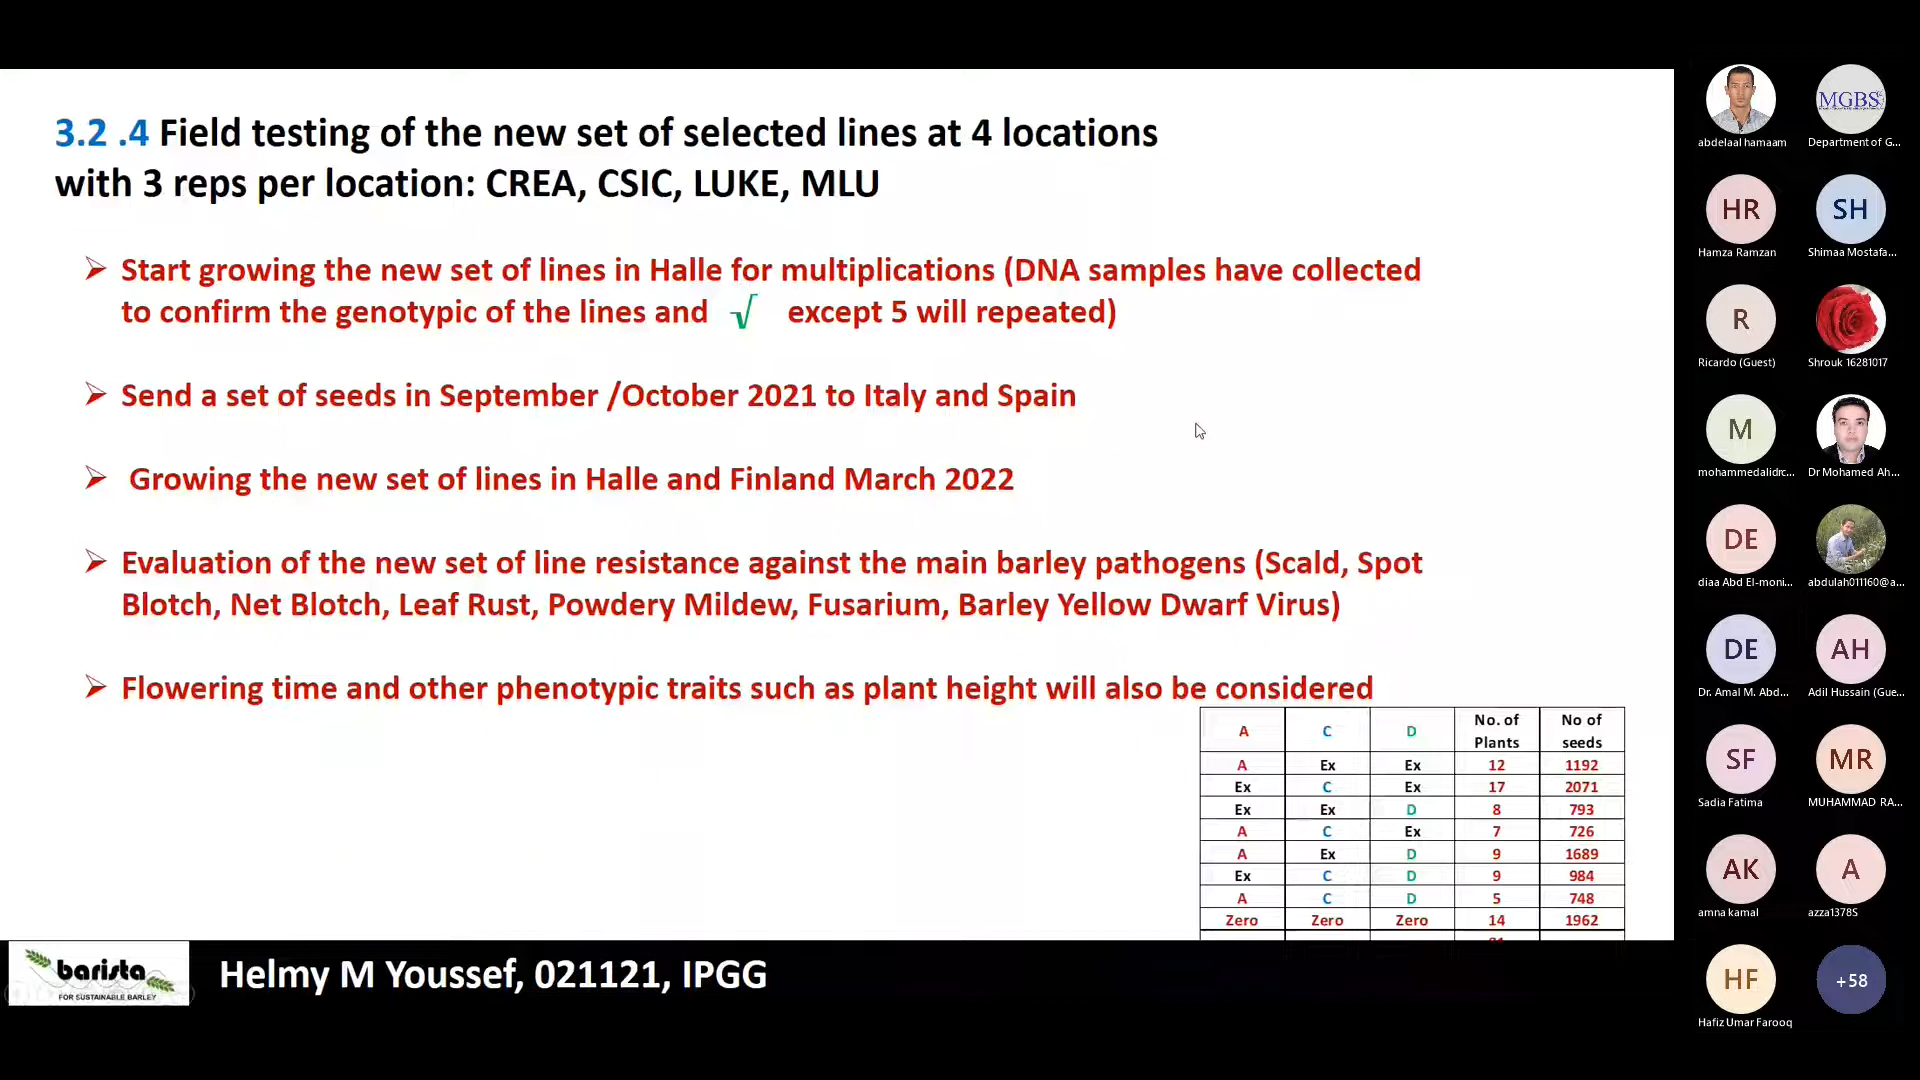 3.2 .4 Field testing of the new set of selected lines at 4 locations
with 3 reps per location: CREA, CSIC, LUKE, MLU
➢ Start growing the new set of lines in Halle for multiplications (DNA samples have collected
to confirm the genotypic of the lines and √ except 5 will repeated)
➢ Send a set of seeds in September /October 2021 to Italy and Spain
➢ Growing the new set of lines in Halle and Finland March 2022
➢ Evaluation of the new set of line resistance against the main barley pathogens (Scald, Spot
Blotch, Net Blotch, Leaf Rust, Powdery Mildew, Fusarium, Barley Yellow Dwarf Virus)
➢ Flowering time and other phenotypic traits such as plant height will also be considered
A C D No. of Plants No of seeds
A Ex Ex 12 1192
Ex C Ex 17 2071
Ex Ex D 8 793
A C Ex 7 726
A Ex D 9 1689
Ex C D 9 984
A C D 5 748
Zero Zero Zero 14 1962
barista
FOR SUSTAINABLE BARLEY
Helmy M Youssef, 021121, IPGG
MGBS
abdelaal hamaam
Department of G...
HR
SH
Hamza Ramzan
Shimaa Mostafa...
R
Ricardo (Guest)
Shrouk 16281017
M
mohammedalidrc...
Dr Mohamed Ah...
DE
diaa Abd El-moni...
abdulah011160@a...
DE
AH
Dr. Amal M. Abd...
Adil Hussain (Gue...
SF
MR
Sadia Fatima
MUHAMMAD RA...
AK
A
amna kamal
azza1378S
HF
+58
Hafiz Umar Farooq